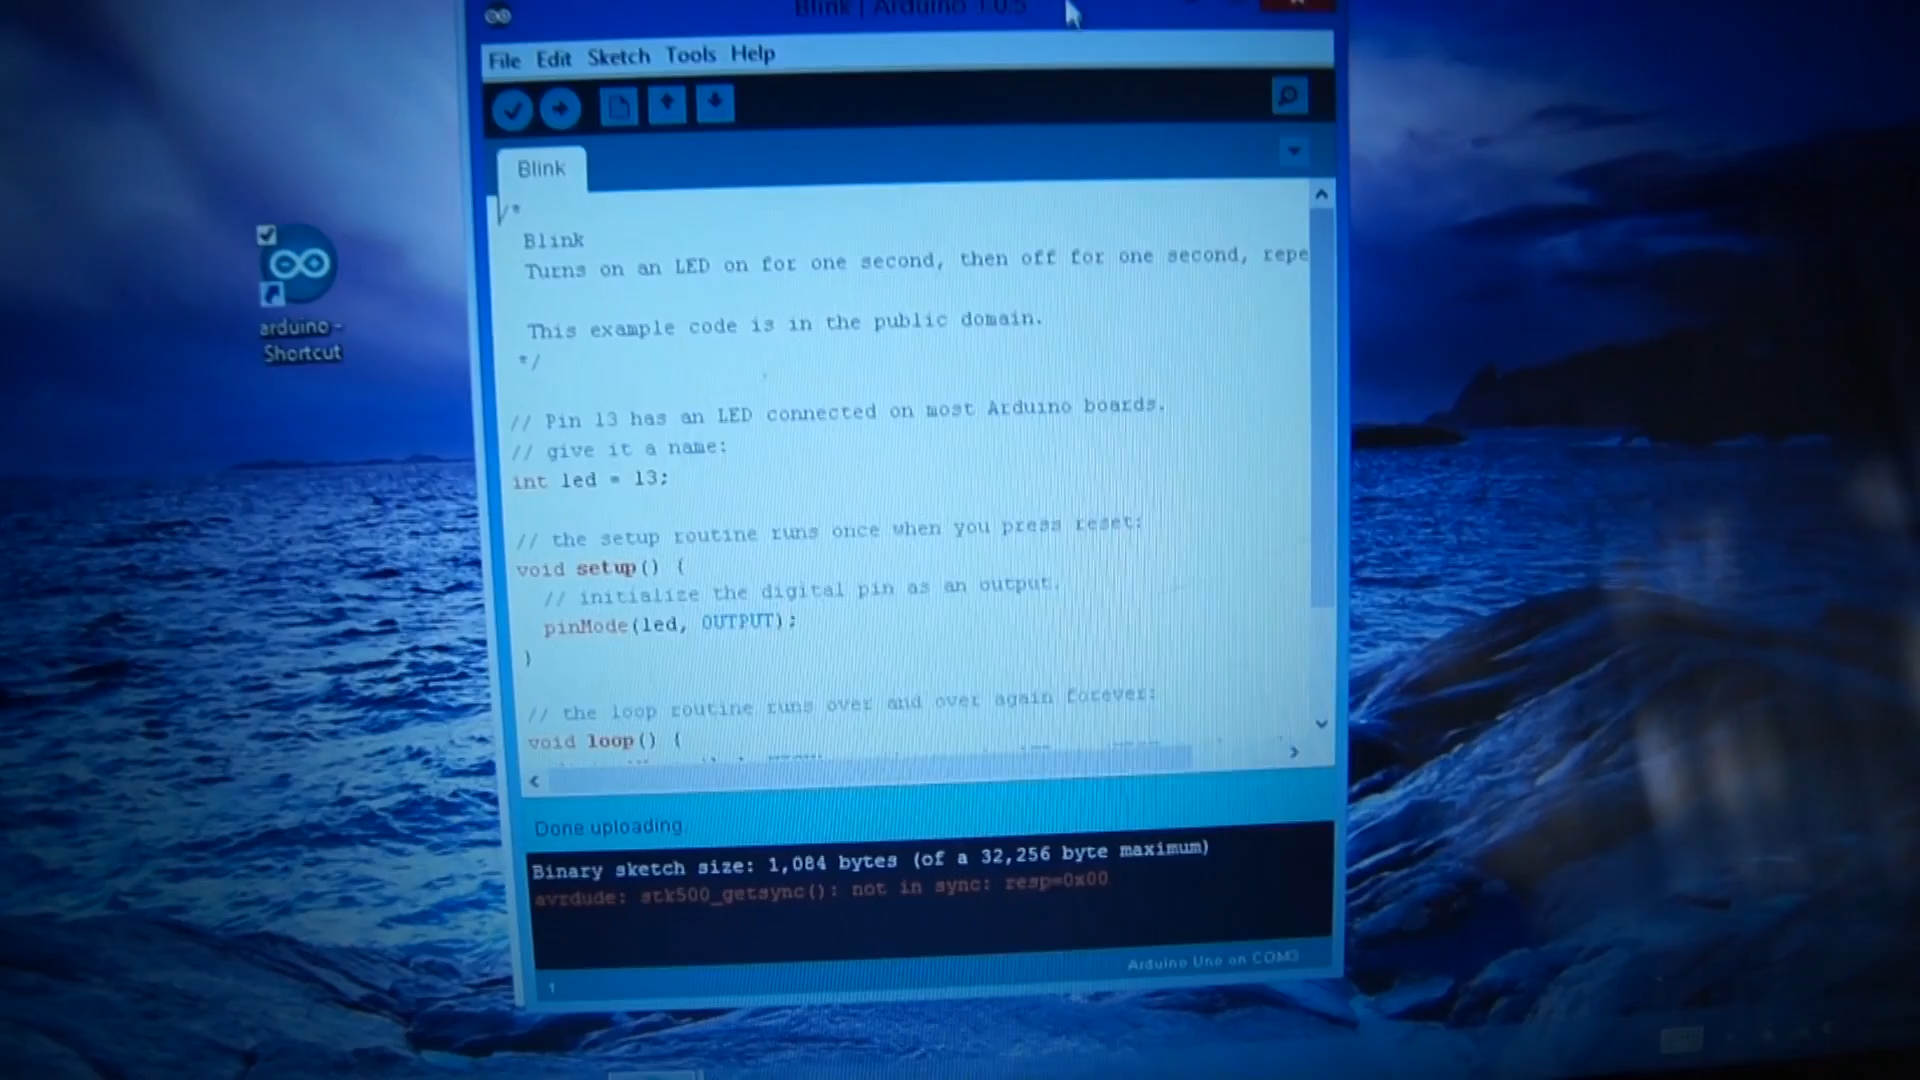 Blink | Arduino 1.0.5
File Edit Sketch Tools Help
Blink
/*
Blink
Turns on an LED on for one second, then off for one second, repe
This example code is in the public domain.
*/
// Pin 13 has an LED connected on most Arduino boards.
// give it a name:
int led = 13;
// the setup routine runs once when you press reset:
void setup() {
// initialize the digital pin as an output.
pinMode(led, OUTPUT);
}
// the loop routine runs over and over again forever:
void loop() {
Done uploading.
Binary sketch size: 1,084 bytes (of a 32,256 byte maximum)
avrdude: stk500_getsync(): not in sync: resp=0x00
1
Arduino Uno on COM3
arduino -
Shortcut